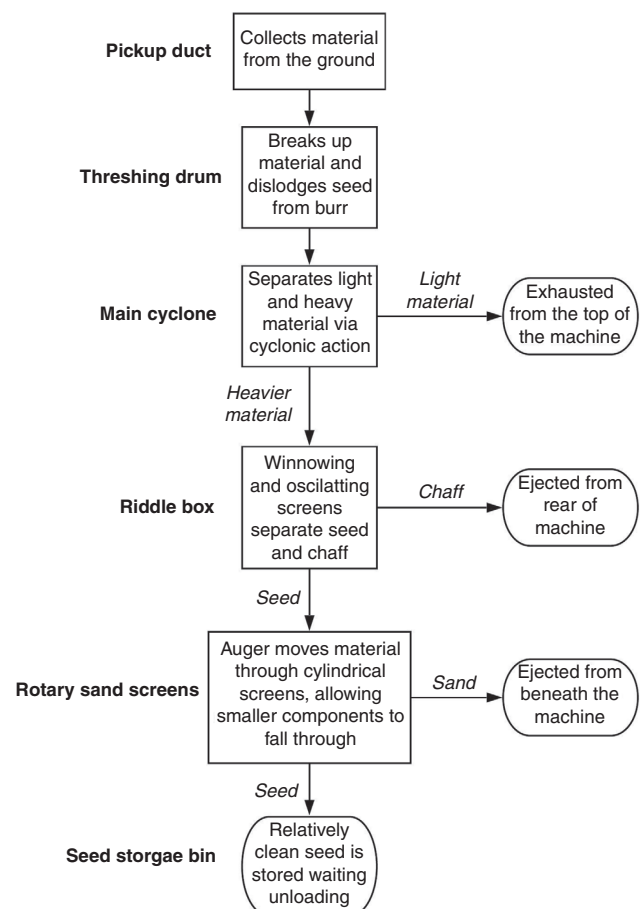 Pickup duct
Collects material
from the ground
Threshing drum
Breaks up
material and
dislodges seed
from burr
Main cyclone
Separates light
and heavy
material via
cyclonic action
Light
material
Exhausted
from the top of
the machine
Heavier
material
Riddle box
Winnowing
and oscilatting
screens
separate seed
and chaff
Chaff
Ejected from
rear of
machine
Seed
Rotary sand screens
Auger moves material
through cylindrical
screens, allowing
smaller components to
fall through
Sand
Ejected from
beneath the
machine
Seed
Seed storgae bin
Relatively
clean seed is
stored waiting
unloading